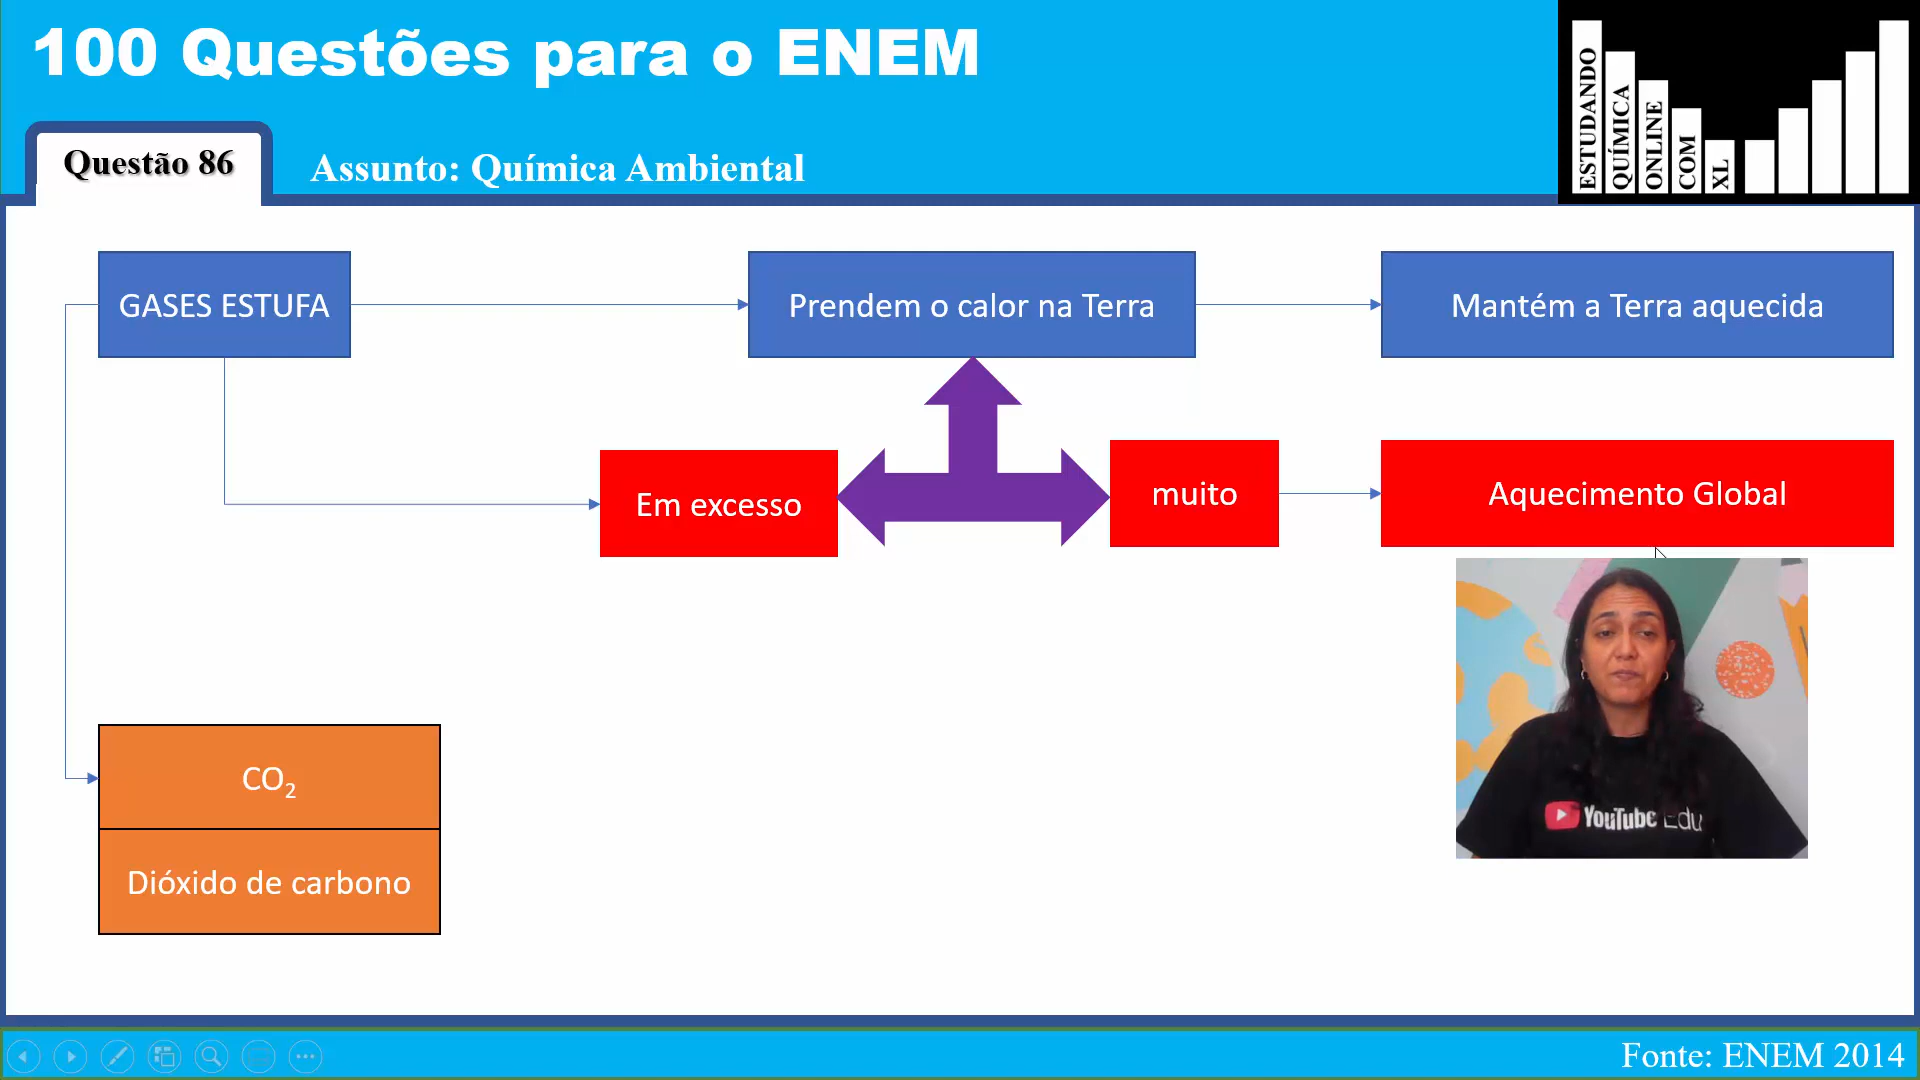 100 Questões para o ENEM
ESTUDANDO
QUÍMICA
ONLINE
COM
XL
Questão 86
Assunto: Química Ambiental
GASES ESTUFA
Prendem o calor na Terra
Mantém a Terra aquecida
Em excesso
muito
Aquecimento Global
CO₂
Dióxido de carbono
YouTube Edu
Fonte: ENEM 2014